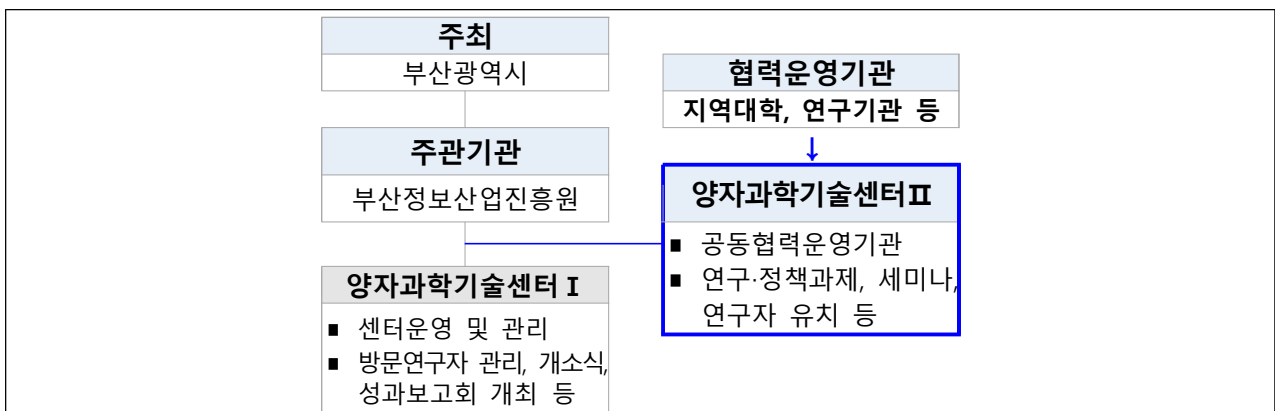 주최
부산광역시
협력운영기관
지역대학, 연구기관 등
↓
주관기관
부산정보산업진흥원
양자과학기술센터Ⅱ
■ 공동협력운영기관
■ 연구·정책과제, 세미나,
연구자 유치 등
양자과학기술센터Ⅰ
■ 센터운영 및 관리
■ 방문연구자 관리, 개소식,
성과보고회 개최 등